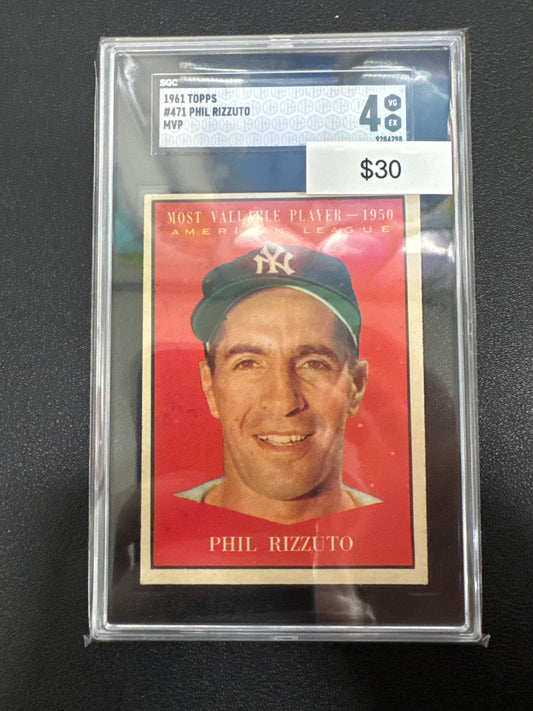 SGC
1961 TOPPS
#471 PHIL RIZZUTO
MVP
4
VG
EX
9284298
$30
MOST VALUABLE PLAYER—1950
AMERICAN LEAGUE
NY
PHIL RIZZUTO